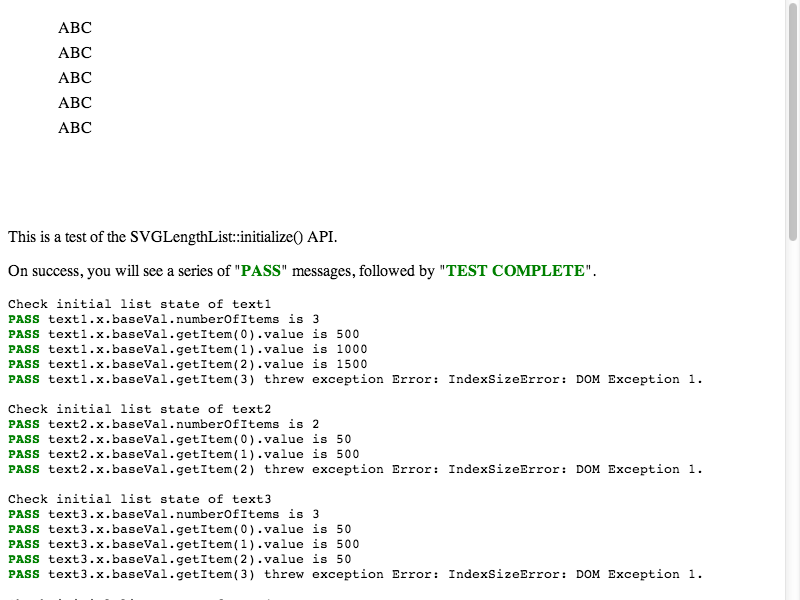 ABC
ABC
ABC
ABC
ABC
This is a test of the SVGLengthList::initialize() API.
On success, you will see a series of "PASS" messages, followed by "TEST COMPLETE".
Check initial list state of text1
PASS text1.x.baseVal.numberOfItems is 3
PASS text1.x.baseVal.getItem(0).value is 500
PASS text1.x.baseVal.getItem(1).value is 1000
PASS text1.x.baseVal.getItem(2).value is 1500
PASS text1.x.baseVal.getItem(3) threw exception Error: IndexSizeError: DOM Exception 1.
Check initial list state of text2
PASS text2.x.baseVal.numberOfItems is 2
PASS text2.x.baseVal.getItem(0).value is 50
PASS text2.x.baseVal.getItem(1).value is 500
PASS text2.x.baseVal.getItem(2) threw exception Error: IndexSizeError: DOM Exception 1.
Check initial list state of text3
PASS text3.x.baseVal.numberOfItems is 3
PASS text3.x.baseVal.getItem(0).value is 50
PASS text3.x.baseVal.getItem(1).value is 500
PASS text3.x.baseVal.getItem(2).value is 50
PASS text3.x.baseVal.getItem(3) threw exception Error: IndexSizeError: DOM Exception 1.